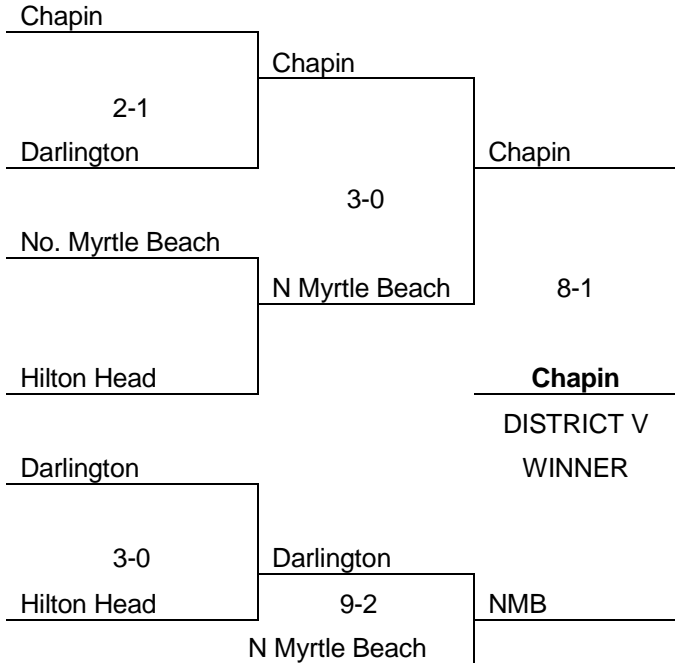 Chapin
Chapin
2-1
Darlington
Chapin
3-0
No. Myrtle Beach
N Myrtle Beach
8-1
Hilton Head
Chapin
DISTRICT V
Darlington
WINNER
3-0
Darlington
Hilton Head
9-2
NMB
N Myrtle Beach